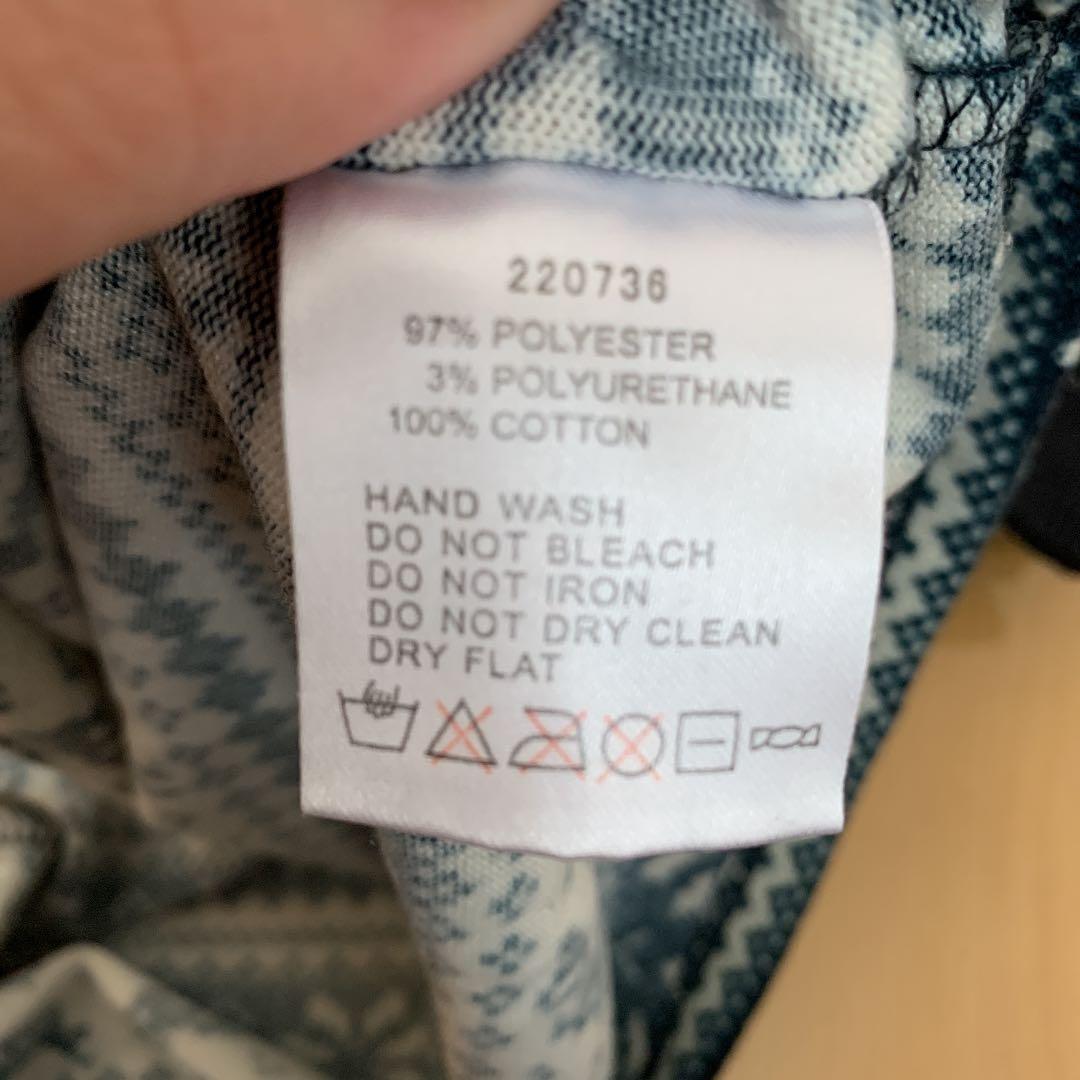 220736
97% POLYESTER
3% POLYURETHANE
100% COTTON
HAND WASH
DO NOT BLEACH
DO NOT IRON
DO NOT DRY CLEAN
DRY FLAT